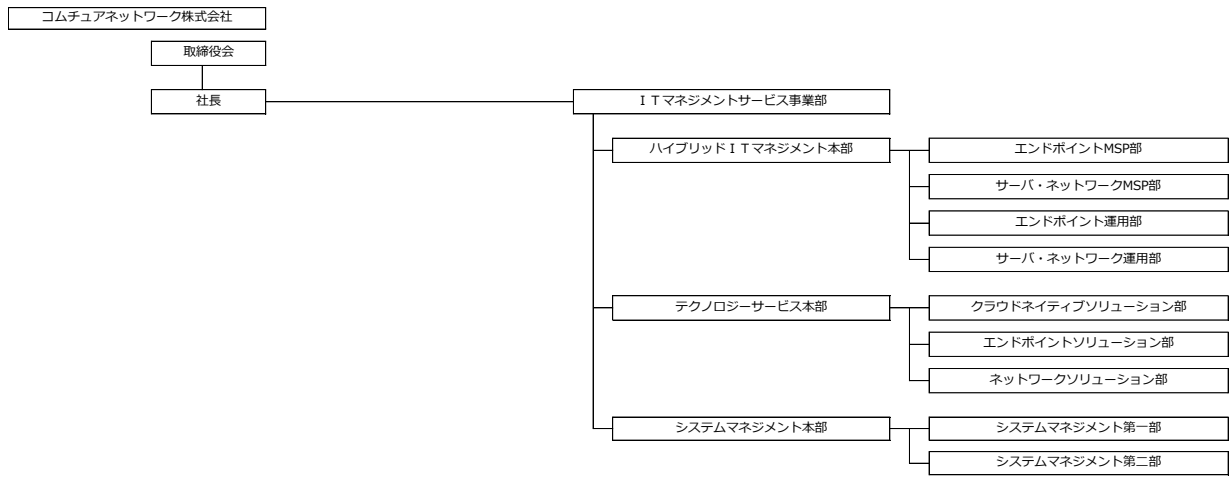 コムチュアネットワーク株式会社
取締役会
社長
ＩＴマネジメントサービス事業部
ハイブリッドＩＴマネジメント本部
エンドポイントMSP部
サーバ・ネットワークMSP部
エンドポイント運用部
サーバ・ネットワーク運用部
テクノロジーサービス本部
クラウドネイティブソリューション部
エンドポイントソリューション部
ネットワークソリューション部
システムマネジメント本部
システムマネジメント第一部
システムマネジメント第二部